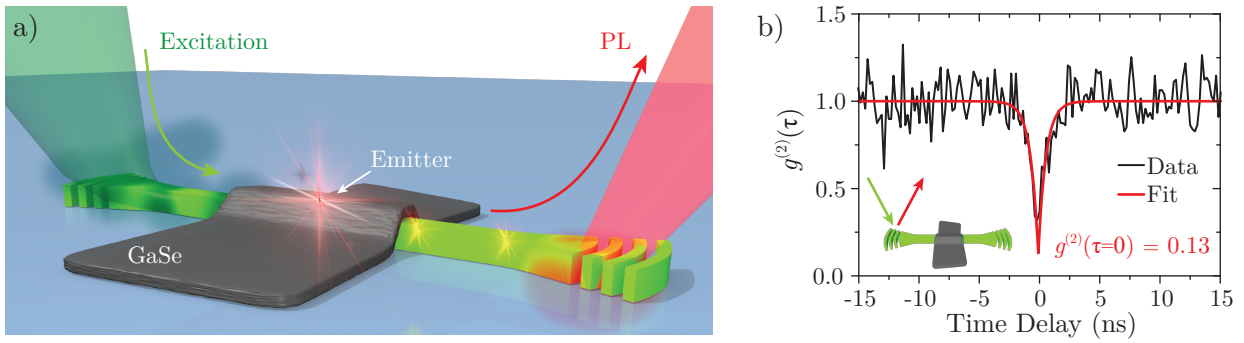 a)
Excitation
PL
Emitter
GaSe
b)
1.5
1.0
0.5
0.0
g(2)(τ)
Data
Fit
g(2)(τ=0) = 0.13
-15 -10 -5 0 5 10 15
Time Delay (ns)